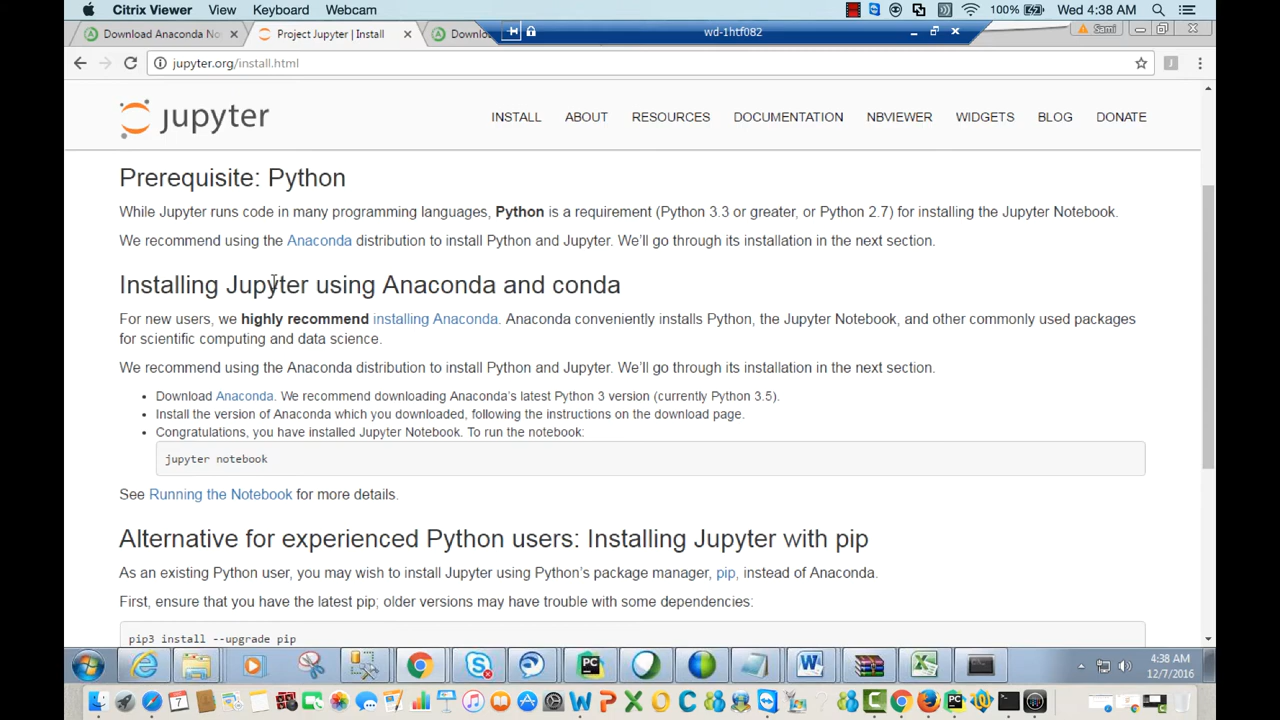 Citrix Viewer View Keyboard Webcam 100% Wed 4:38 AM
Download Anaconda No
Project Jupyter | Install
Downlo
wd-1htf082
Sami
jupyter.org/install.html
jupyter
INSTALL ABOUT RESOURCES DOCUMENTATION NBVIEWER WIDGETS BLOG DONATE
Prerequisite: Python
While Jupyter runs code in many programming languages, Python is a requirement (Python 3.3 or greater, or Python 2.7) for installing the Jupyter Notebook.
We recommend using the Anaconda distribution to install Python and Jupyter. We'll go through its installation in the next section.
Installing Jupyter using Anaconda and conda
For new users, we highly recommend installing Anaconda. Anaconda conveniently installs Python, the Jupyter Notebook, and other commonly used packages
for scientific computing and data science.
We recommend using the Anaconda distribution to install Python and Jupyter. We'll go through its installation in the next section.
• Download Anaconda. We recommend downloading Anaconda's latest Python 3 version (currently Python 3.5).
• Install the version of Anaconda which you downloaded, following the instructions on the download page.
• Congratulations, you have installed Jupyter Notebook. To run the notebook:
jupyter notebook
See Running the Notebook for more details.
Alternative for experienced Python users: Installing Jupyter with pip
As an existing Python user, you may wish to install Jupyter using Python's package manager, pip, instead of Anaconda.
First, ensure that you have the latest pip; older versions may have trouble with some dependencies:
pip3 install --upgrade pip
4:38 AM
12/7/2016